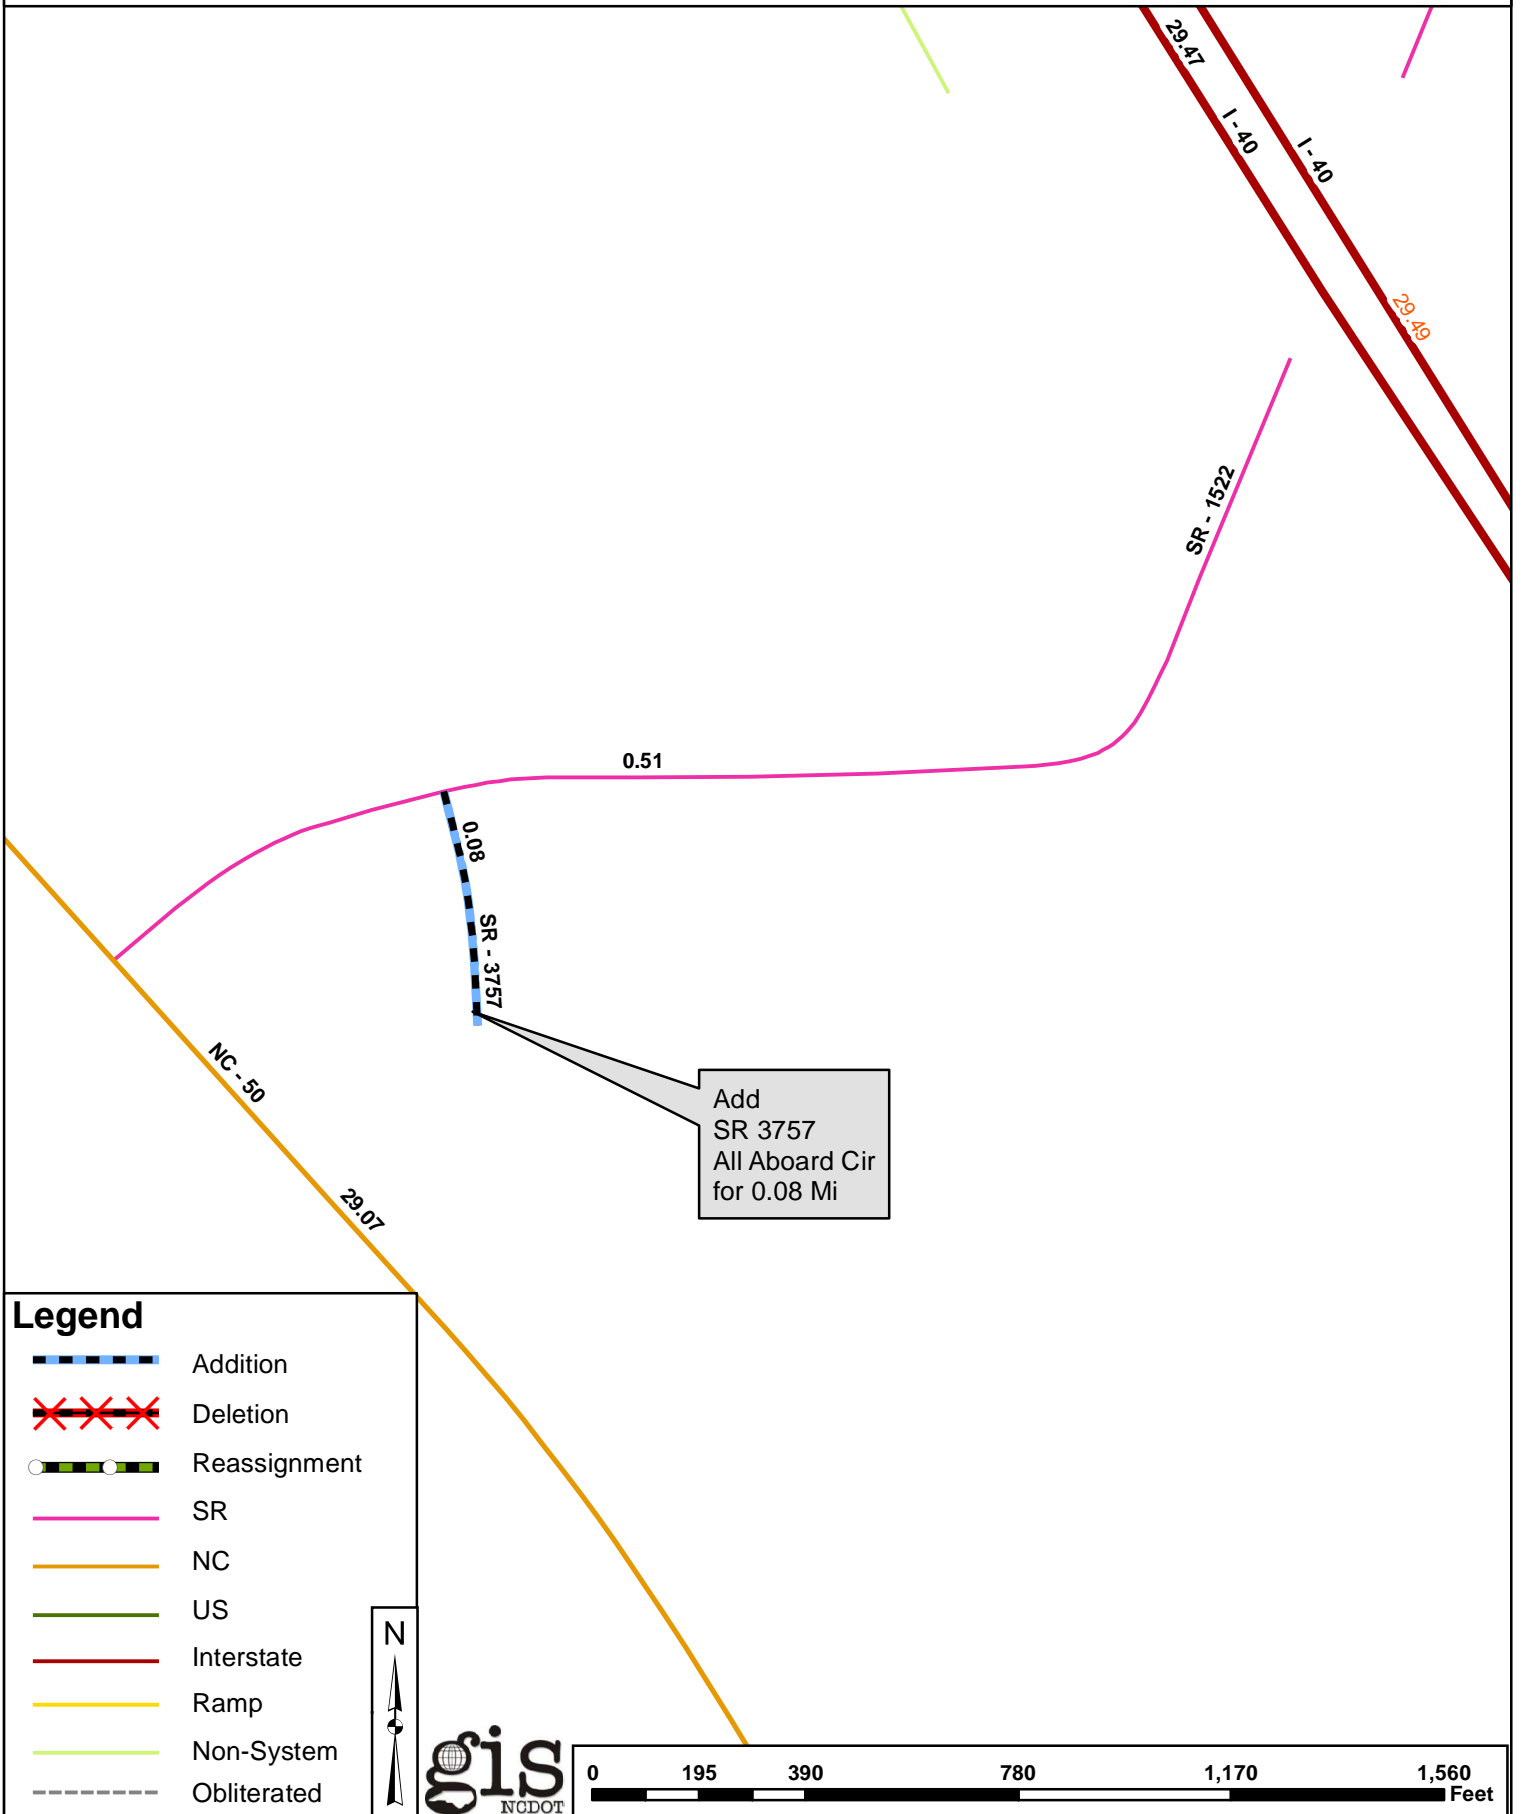 29.47
I - 40
I - 40
29.49
SR - 1522
0.51
0.08
SR - 3757
NC - 50
29.07
Add
SR 3757
All Aboard Cir
for 0.08 Mi
Legend
Addition
Deletion
Reassignment
SR
NC
US
Interstate
Ramp
Non-System
Obliterated
N
gis
NCDOT
0 195 390 780 1,170 1,560
Feet